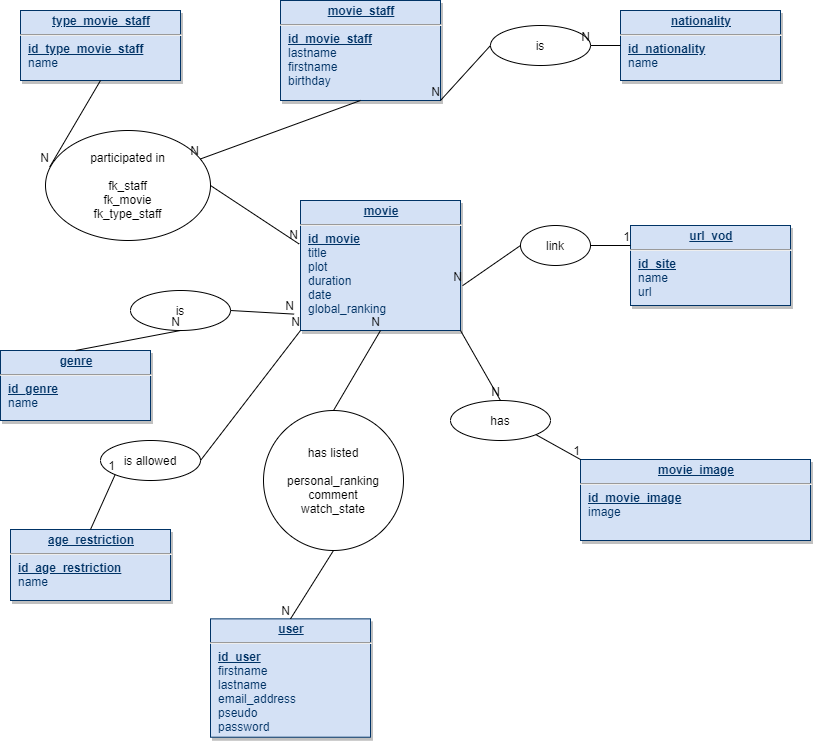 type_movie_staff
id_type_movie_staff
name
movie_staff
id_movie_staff
lastname
firstname
birthday
N
is
N
nationality
id_nationality
name
N
N
participated in
fk_staff
fk_movie
fk_type_staff
N
movie
id_movie
title
plot
duration
date
global_ranking
N
link
1
url_vod
id_site
name
url
is
N
N
N
N
genre
id_genre
name
is allowed
1
age_restriction
id_age_restriction
name
has listed
personal_ranking
comment
watch_state
N
has
N
1
movie_image
id_movie_image
image
user
id_user
firstname
lastname
email_address
pseudo
password